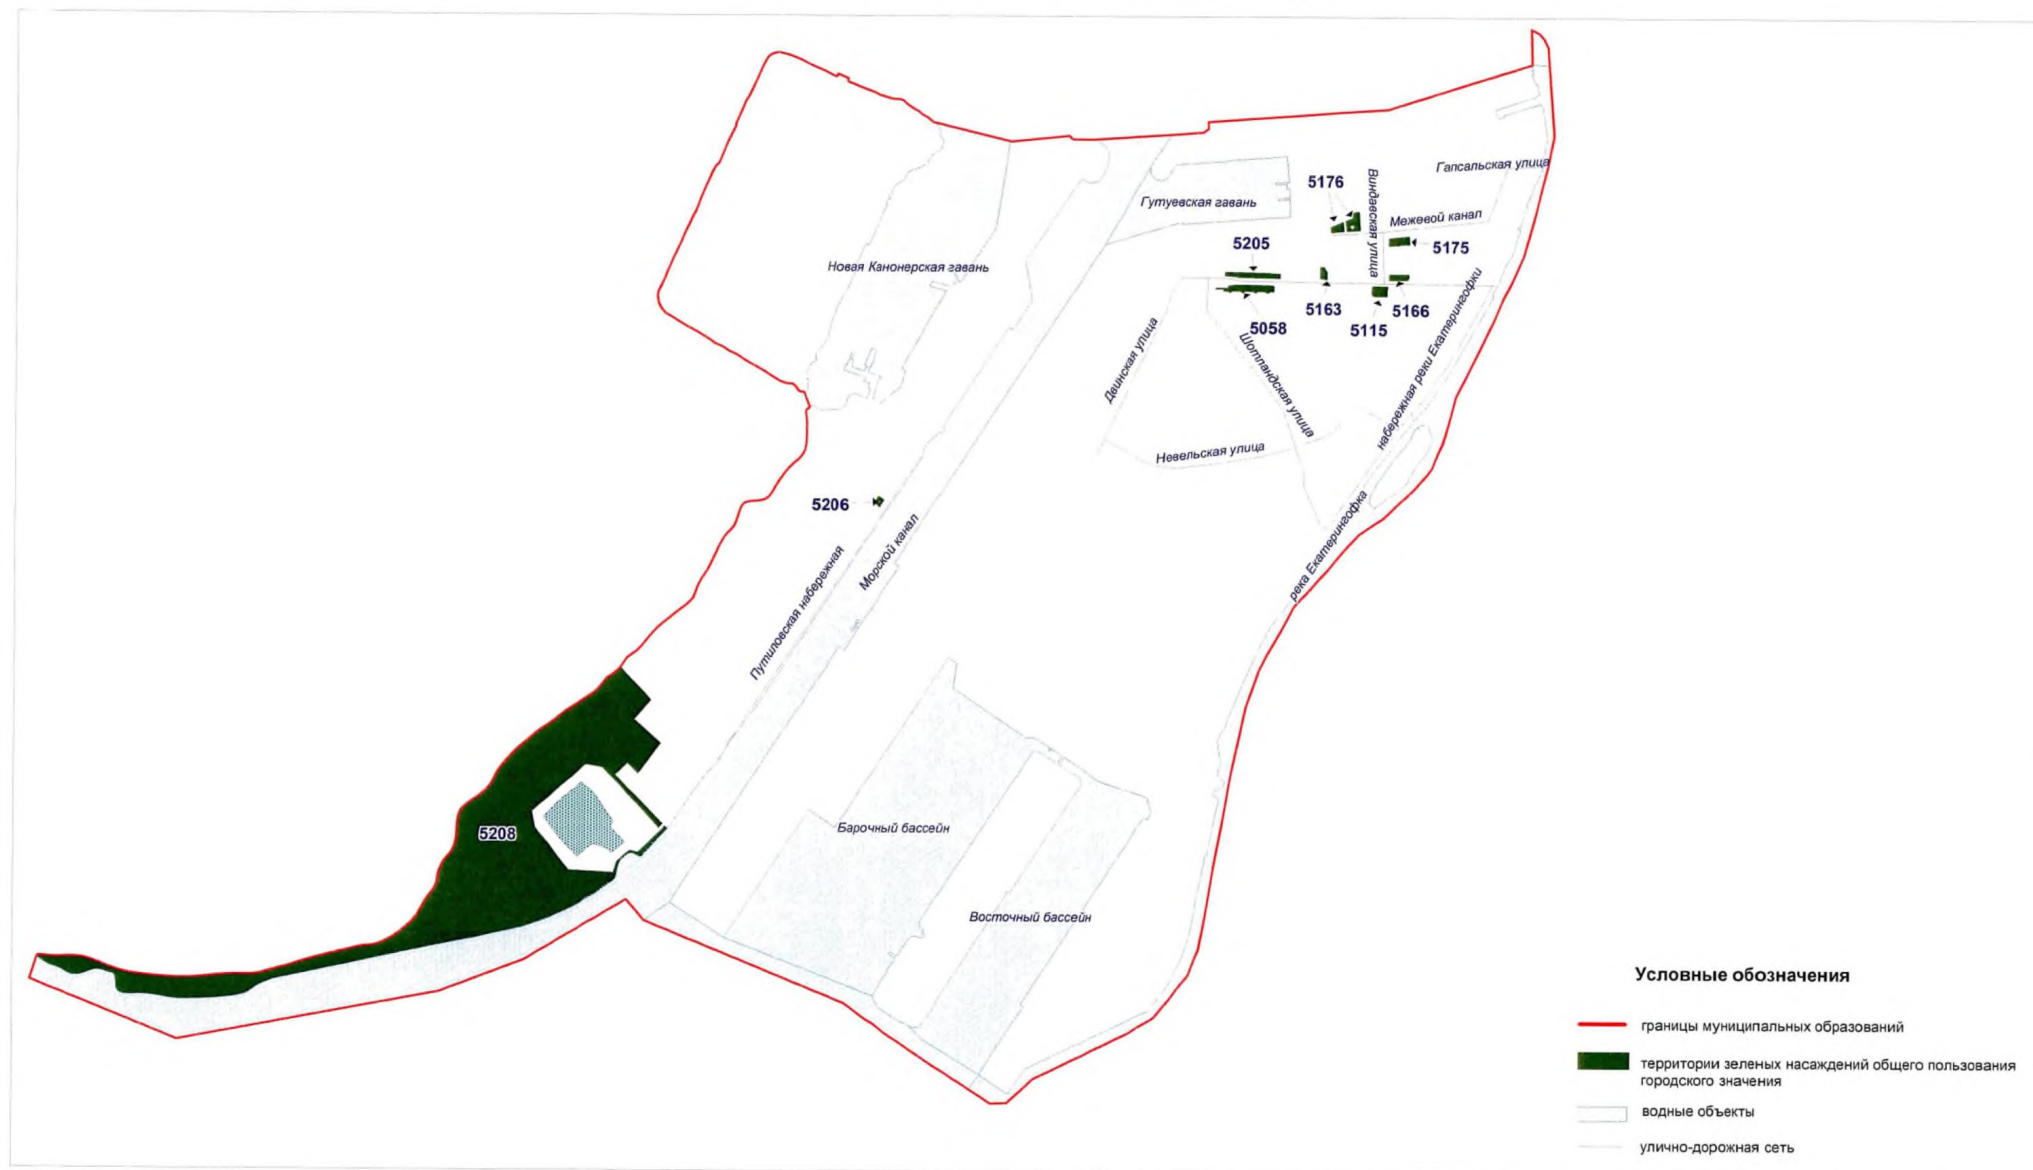 Гапсальская улица
5176
Виндавская улица
Гутуевская гавань
Межевой канал
5205
5175
Новая Канонерская гавань
5163
5166
5058
5115
Двинская улица
Шотландская улица
набережная реки Екатерингофки
Невельская улица
5206
река Екатерингофка
Морской канал
Путиловская набережная
5208
Барочный бассейн
Восточный бассейн
Условные обозначения
границы муниципальных образований
территории зеленых насаждений общего пользования
городского значения
водные объекты
улично-дорожная сеть